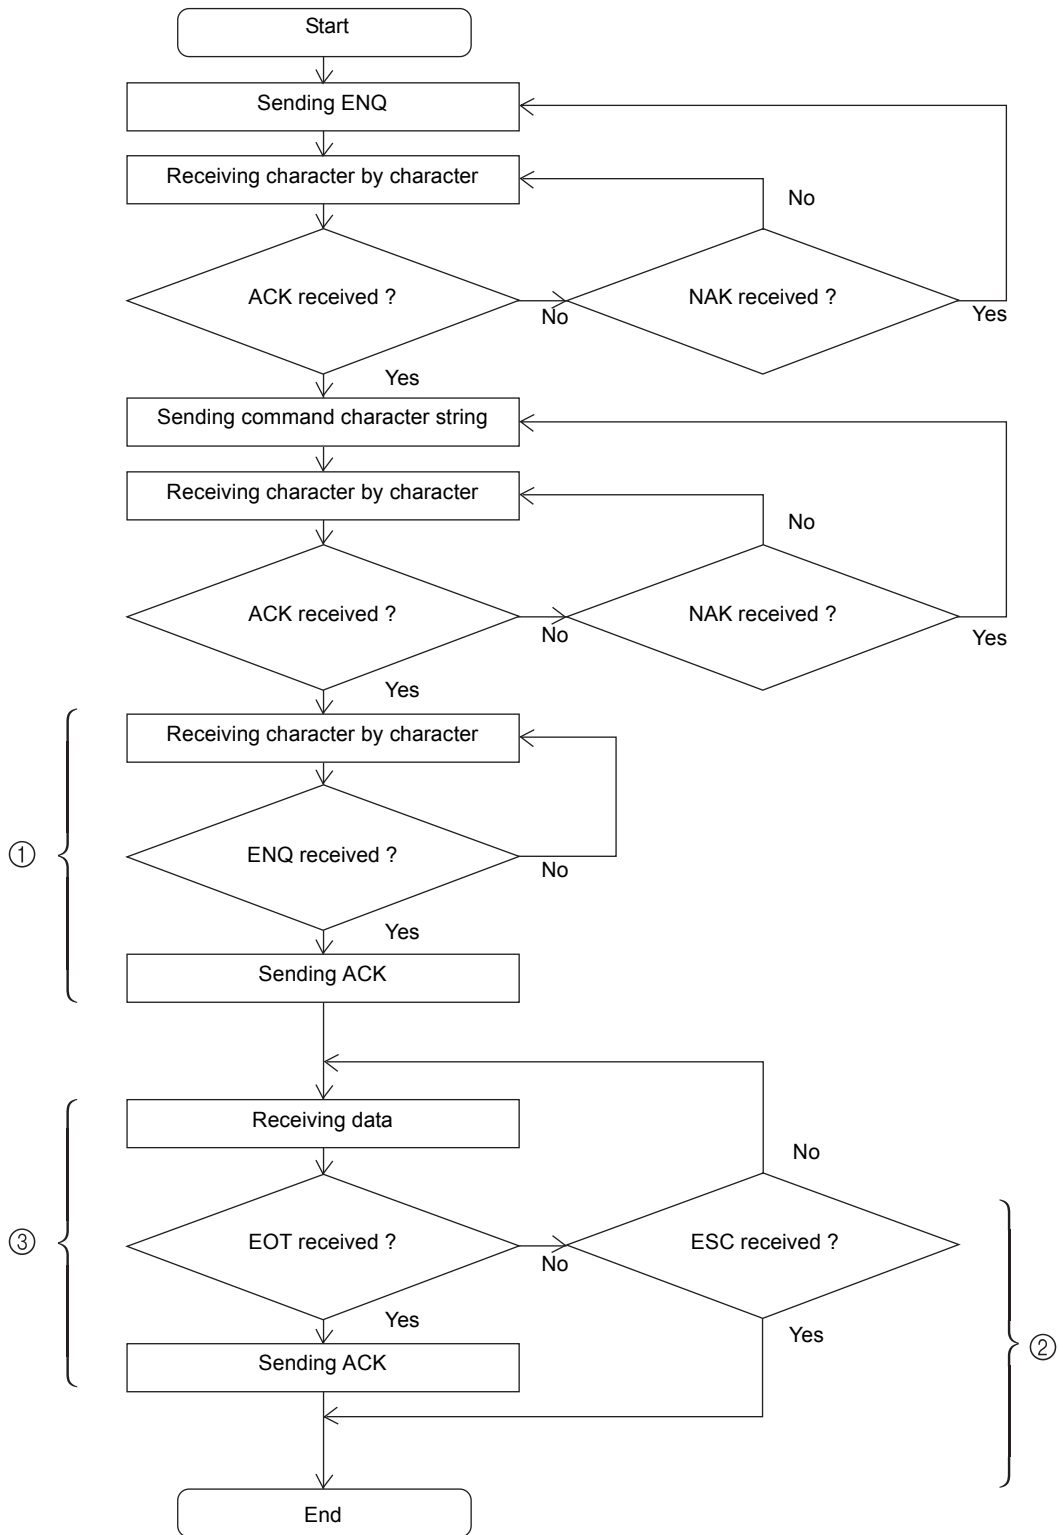 Start
Sending ENQ
Receiving character by character
No
ACK received ?
NAK received ?
No
Yes
Yes
Sending command character string
Receiving character by character
No
ACK received ?
NAK received ?
No
Yes
Yes
Receiving character by character
①
ENQ received ?
No
Yes
Sending ACK
Receiving data
No
③
EOT received ?
ESC received ?
No
Yes
Yes
②
Sending ACK
End